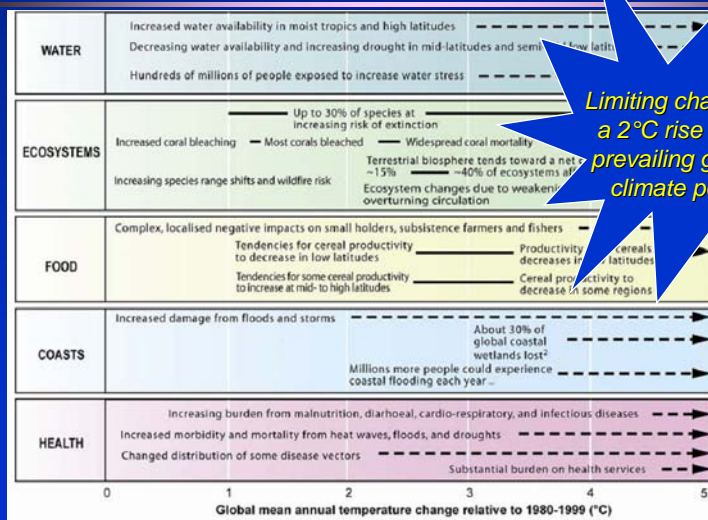 WATER
Increased water availability in moist tropics and high latitudes
Decreasing water availability and increasing drought in mid-latitudes and low
Hundreds of millions of people exposed to increase water stress
Limiting
a 2°C rise
prevailing
climate
ECOSYSTEMS
Up to 30% of species at
increasing risk of extinction
Increased coral bleaching Most corals bleached Widespread coral mortality
Terrestrial biosphere tends toward a net
~15% ~40% of ecosystems
Increasing species range shifts and wildfire risk
Ecosystem changes due to
overturning circulation
FOOD
Complex, localised negative impacts on small holders, subsistence farmers and fishers
Tendencies for cereal productivity
to decrease in low latitudes
Productivity cereals
decreases in latitudes
Tendencies for some cereal productivity
to increase at mid- to high latitudes
Cereal to
decrease in some regions
COASTS
Increased damage from floods and storms
About 30% of
global coastal
wetlands lost2
Millions more people could experience
coastal flooding each year
HEALTH
Increasing burden from malnutrition, diarhoeal, cardio-respiratory, and infectious diseases
Increased morbidity and mortality from heat waves, floods, and droughts
Changed distribution of some disease vectors
Substantial burden on health services
0 1 2 3 4 5
Global mean annual temperature change relative to 1980-1999 (°C)